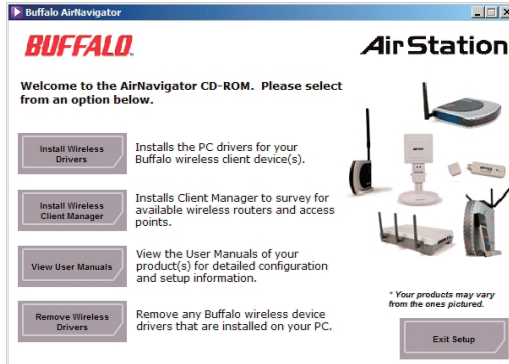 Buffalo AirNavigator
BUFFALO
AirStation
Welcome to the AirNavigator CD-ROM. Please select
from an option below.
Install Wireless
Drivers
Installs the PC drivers for your
Buffalo wireless client device(s).
Install Wireless
Client Manager
Installs Client Manager to survey for
available wireless routers and access
points.
View User Manuals
View the User Manuals of your
product(s) for detailed configuration
and setup information.
Remove Wireless
Drivers
Remove any Buffalo wireless device
drivers that are installed on your PC.
* Your products may vary
from the ones pictured.
Exit Setup